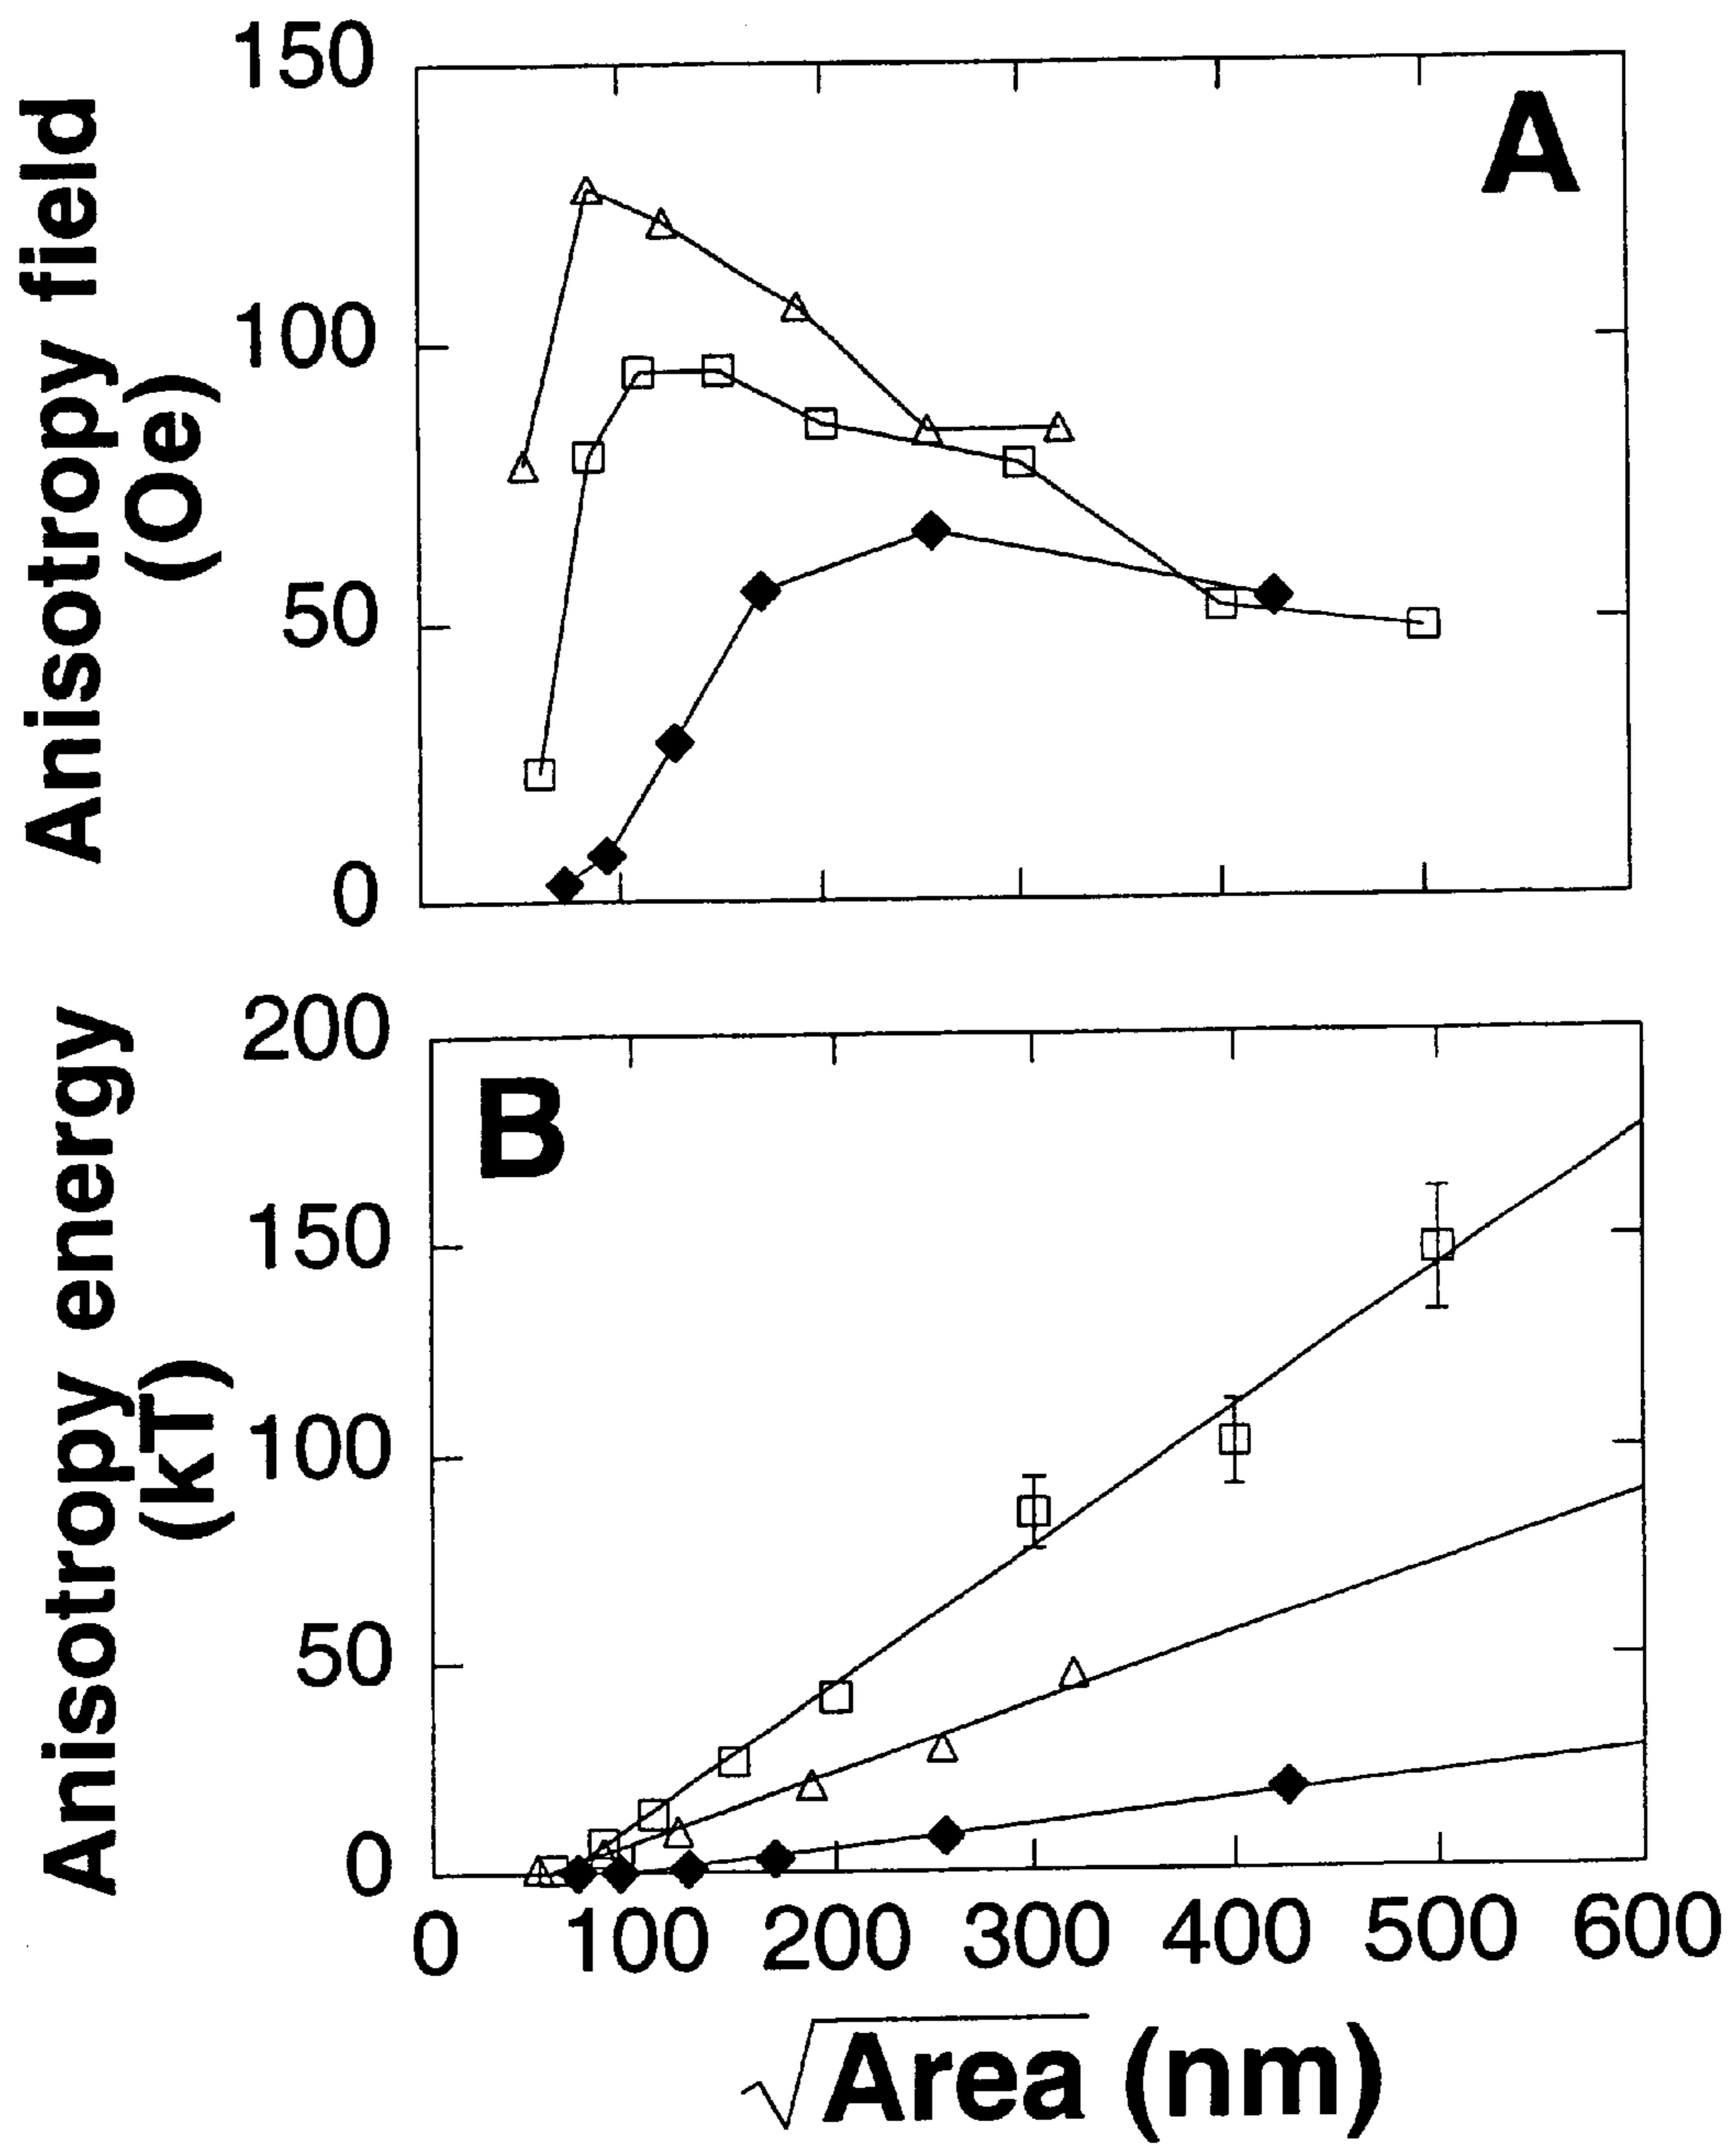 150
A
Anisotropy field
(Oe)
100
50
0
200
B
Anisotropy energy
(kT)
150
100
50
0
0 100 200 300 400 500 600
√Area (nm)